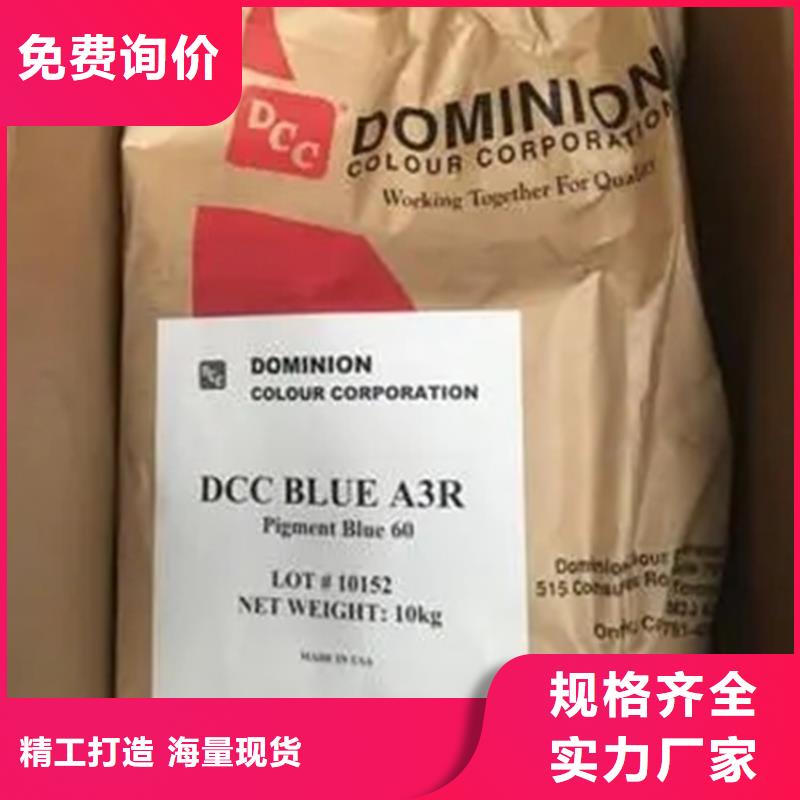 免费询价
DCC
DOMINION
COLOUR CORPORATION
Working Together For Quality
DCC
DOMINION
COLOUR CORPORATION
DCC BLUE A3R
Pigment Blue 60
LOT # 10152
NET WEIGHT: 10kg
MADE IN USA
Dominion
515
规格齐全
实力厂家
精工打造 海量现货